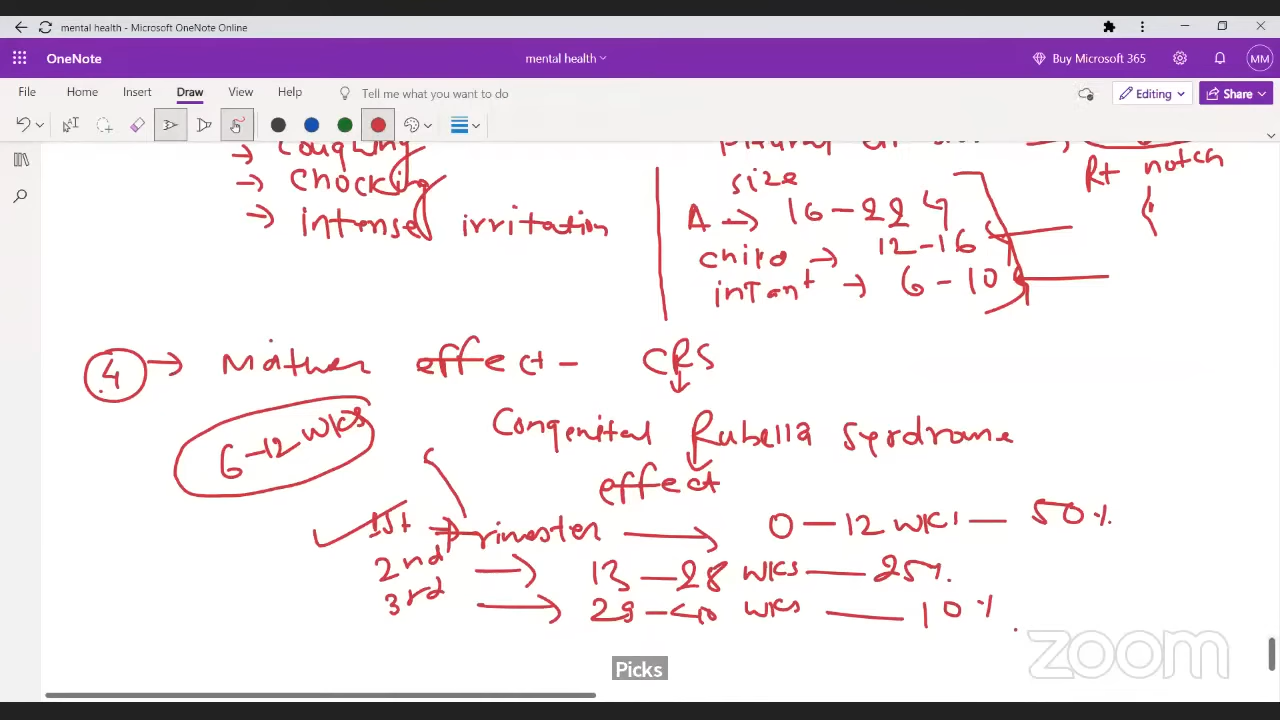 mental health - Microsoft OneNote Online
OneNote
mental health
Buy Microsoft 365
MM
File Home Insert Draw View Help Tell me what you want to do
Editing
Share
→ Coughing
→ Chocking
→ intense irritation
size
Rt notch
A → 16-22
child → 12-16
infant → 6-10
4 → Mother effect - CRS
6-12 wks
Congenital Rubella Syrdrome
effect
1st Trimester → 0-12 wks - 50%
2nd → 13-28 wks - 25%
3rd → 29-40 wks - 10%
zoom
Picks